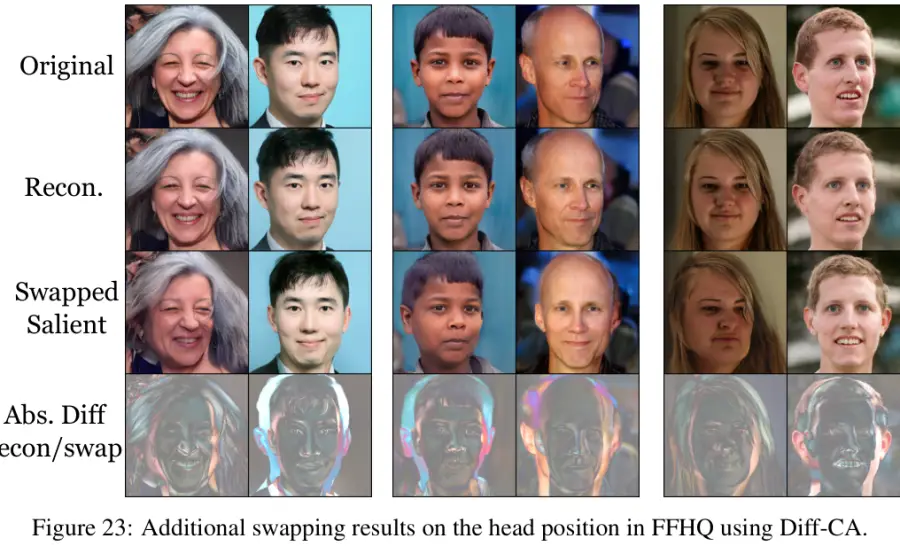 Original
Recon.
Swapped
Salient
Abs. Diff
econ/swap
Figure 23: Additional swapping results on the head position in FFHQ using Diff-CA.